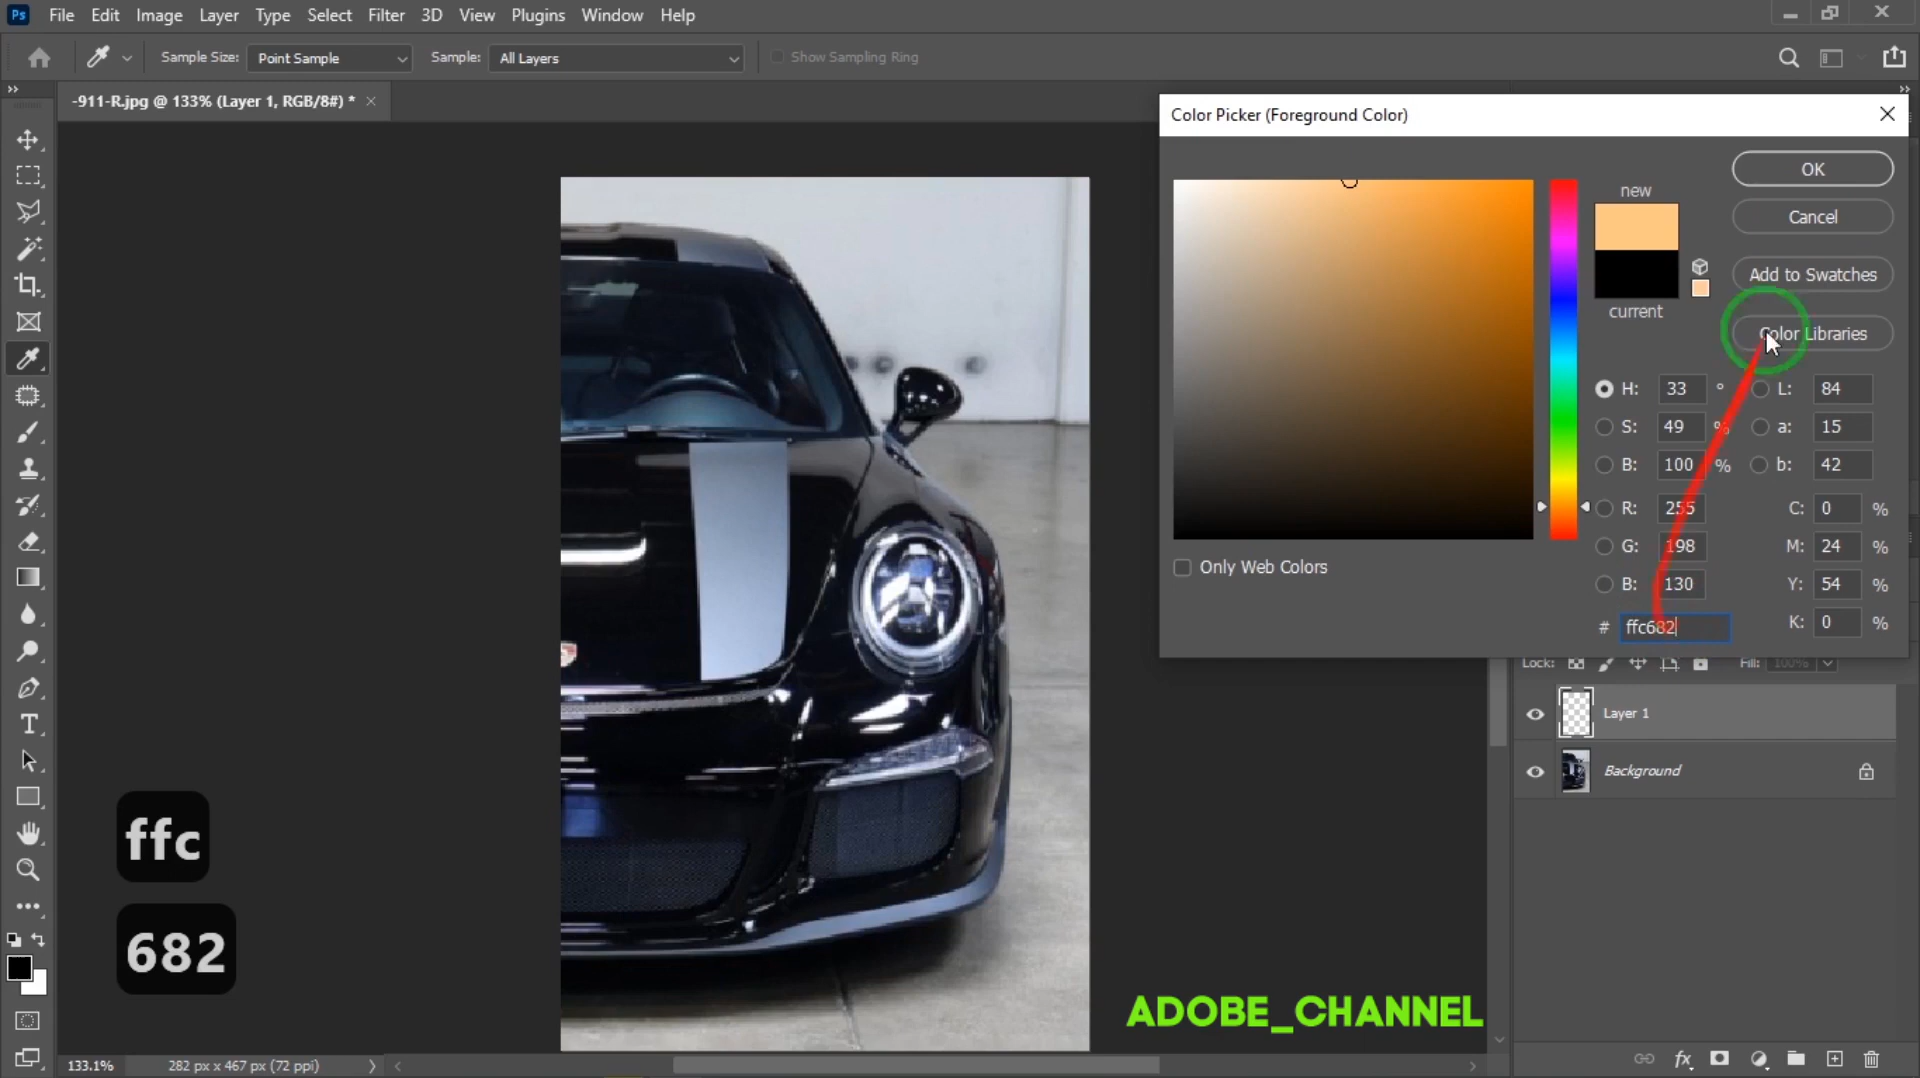 Ps File Edit Image Layer Type Select Filter 3D View Plugins Window Help
Sample Size: Point Sample Sample: All Layers Show Sampling Ring
-911-R.jpg @ 133% (Layer 1, RGB/8#) *
Color Picker (Foreground Color)
new
current
OK
Cancel
Add to Swatches
Color Libraries
H: 33 ° L: 84
S: 49 % a: 15
B: 100 % b: 42
R: 255 C: 0 %
G: 198 M: 24 %
B: 130 Y: 54 %
# ffc682 K: 0 %
Only Web Colors
Lock: Fill: 100%
Layer 1
Background
ffc
682
ADOBE_CHANNEL
133.1% 282 px x 467 px (72 ppi)